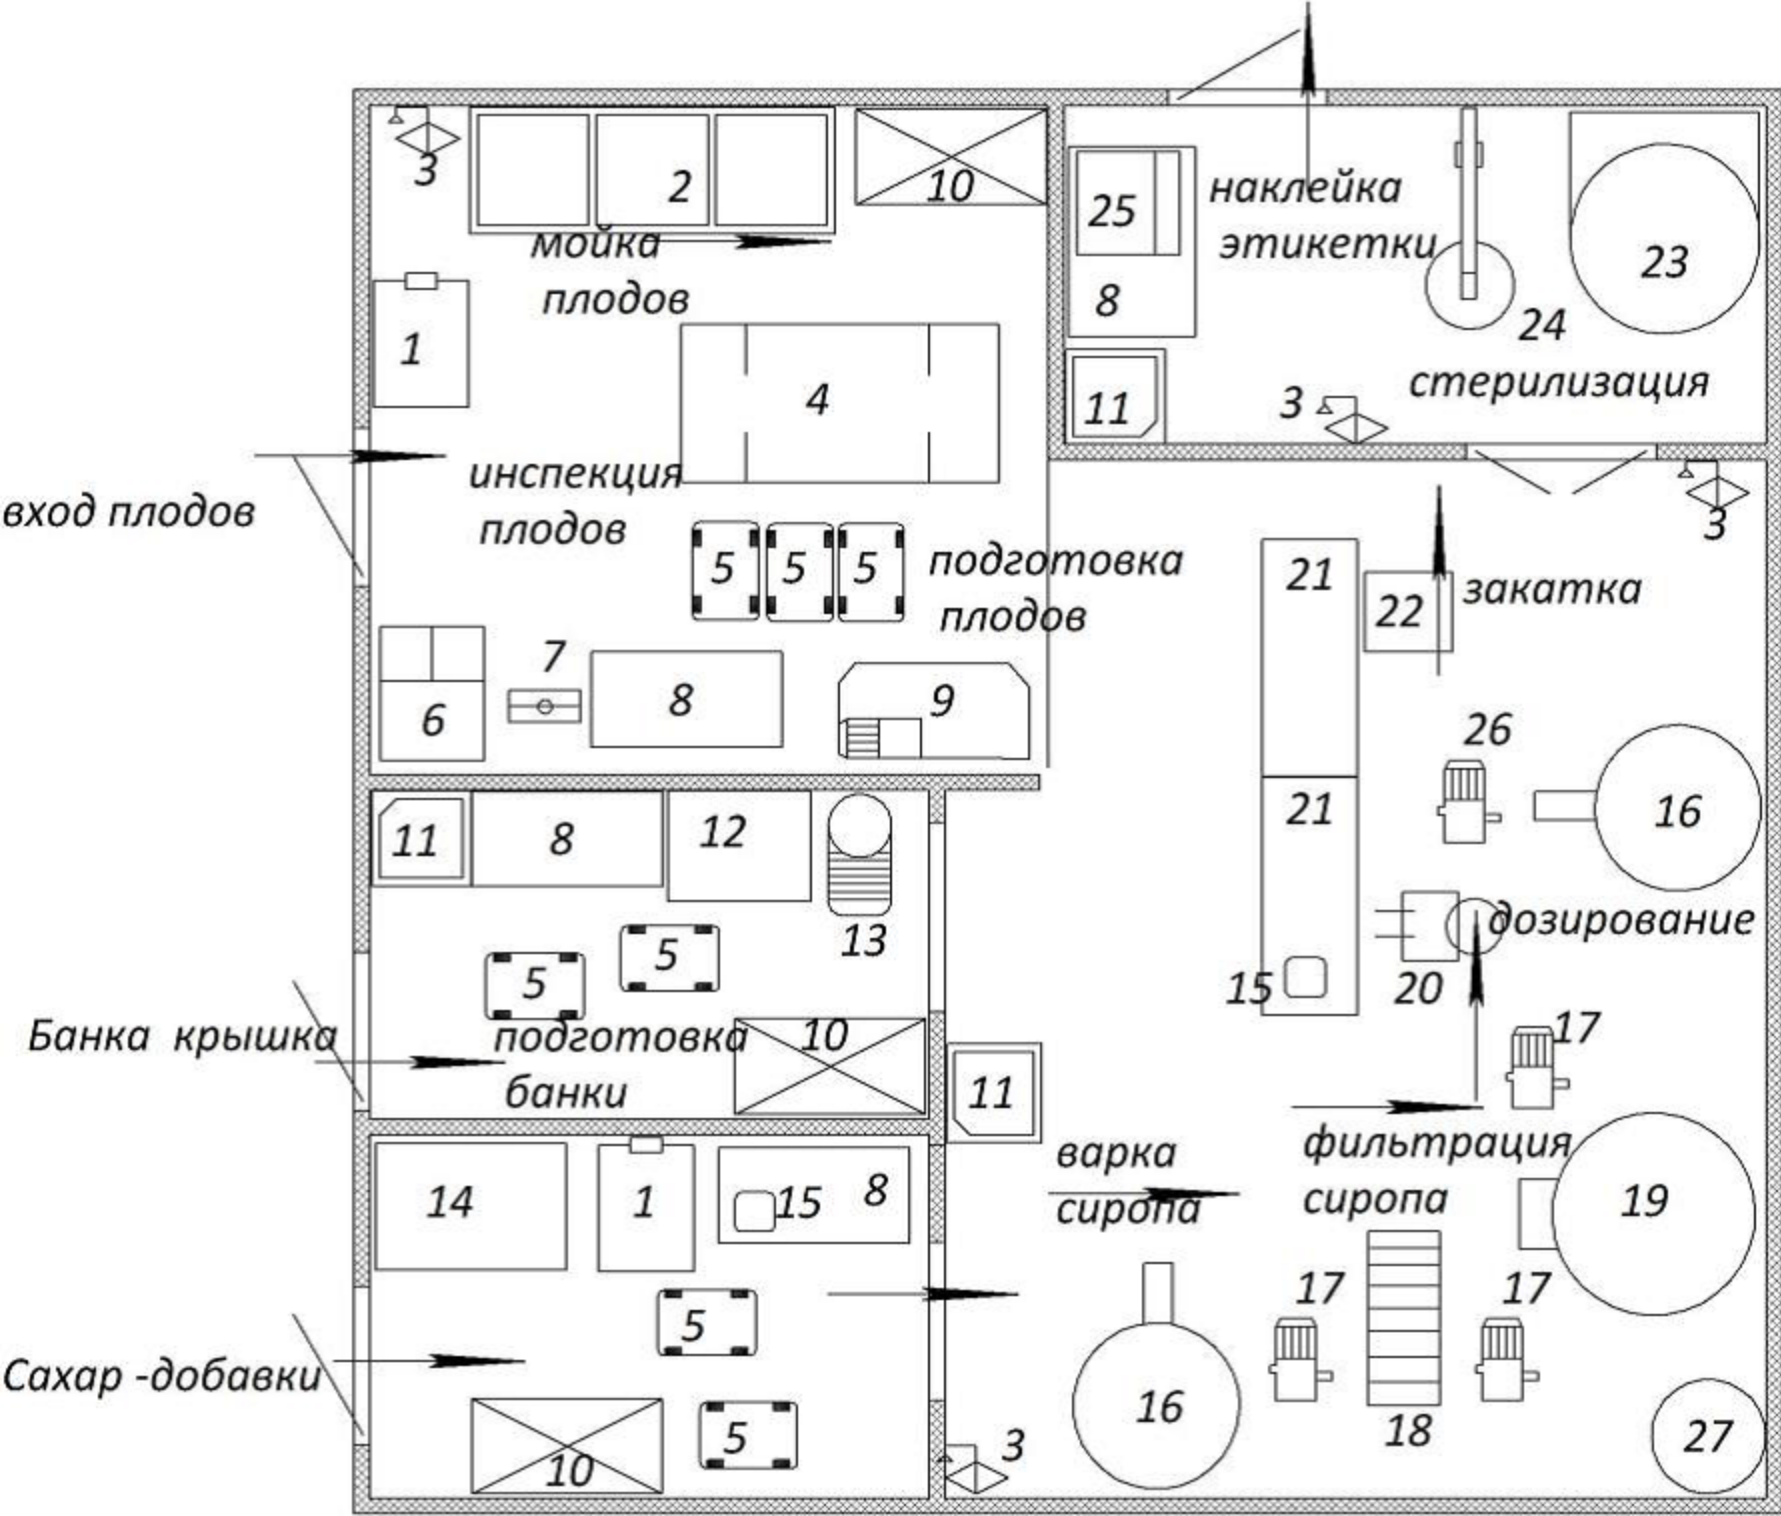 3
2
10
25
наклейка
этикетки
23
мойка
плодов
8
1
4
24
стерилизация
11
3
вход плодов
инспекция
плодов
3
5
5
5
подготовка
плодов
21
22
закатка
7
6
8
9
26
16
11
8
12
13
21
дозирование
5
5
15
20
Банка крышка
подготовка
банки
10
17
11
варка
сиропа
фильтрация
сиропа
14
1
15
8
19
5
17
17
Сахар -добавки
10
5
16
18
27
3